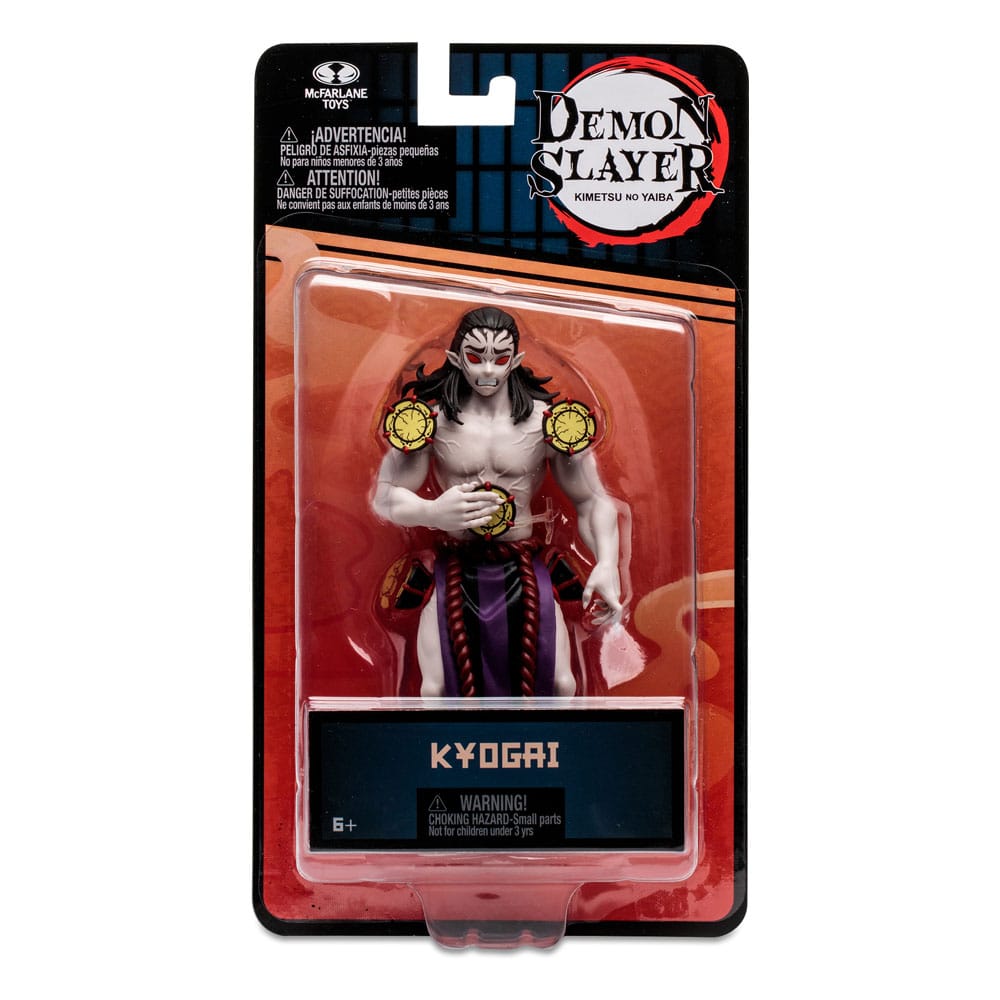 McFARLANE
TOYS
¡ADVERTENCIA!
PELIGRO DE ASFIXIA-piezas pequeñas
No para niños menores de 3 años
ATTENTION!
DANGER DE SUFFOCATION-petites pièces
Ne convient pas aux enfants de moins de 3 ans
DEMON
SLAYER
KIMETSU NO YAIBA
KYOGAI
WARNING!
CHOKING HAZARD-Small parts
Not for children under 3 yrs
6+